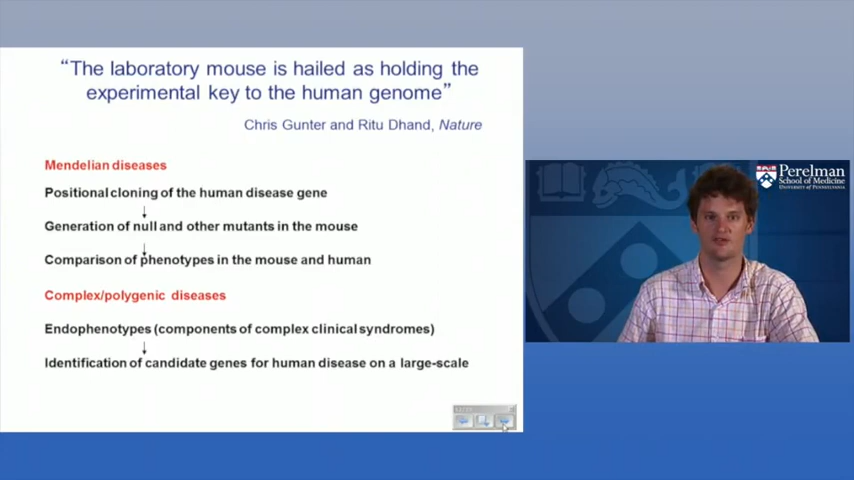 “The laboratory mouse is hailed as holding the
experimental key to the human genome”
Chris Gunter and Ritu Dhand, Nature
Mendelian diseases
Positional cloning of the human disease gene
Generation of null and other mutants in the mouse
Comparison of phenotypes in the mouse and human
Complex/polygenic diseases
Endophenotypes (components of complex clinical syndromes)
Identification of candidate genes for human disease on a large-scale
Perelman
School of Medicine
University of Pennsylvania